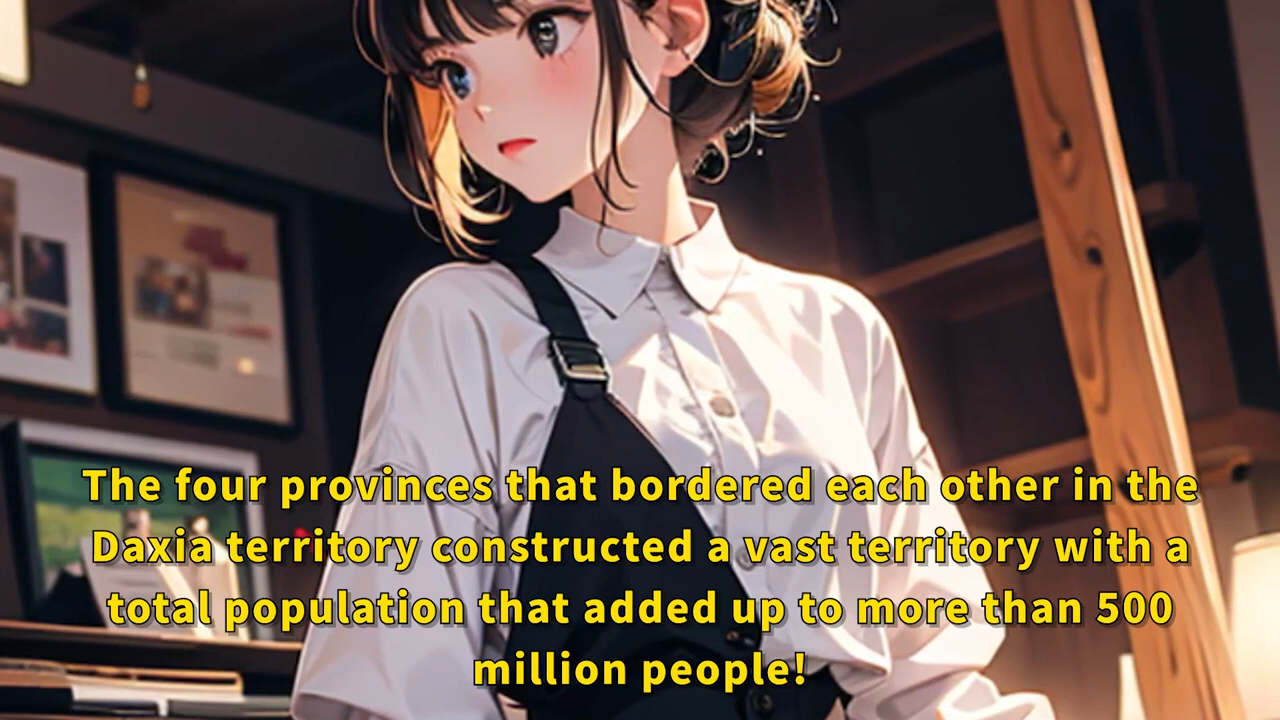 The four provinces that bordered each other in the
Daxia territory constructed a vast territory with a
total population that added up to more than 500
million people!